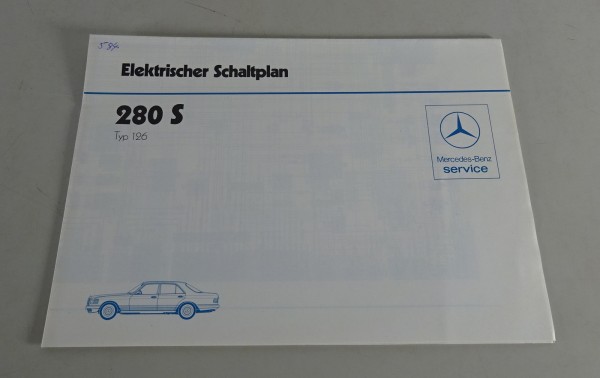 Elektrischer Schaltplan
280 S
Typ 126
Mercedes-Benz
service